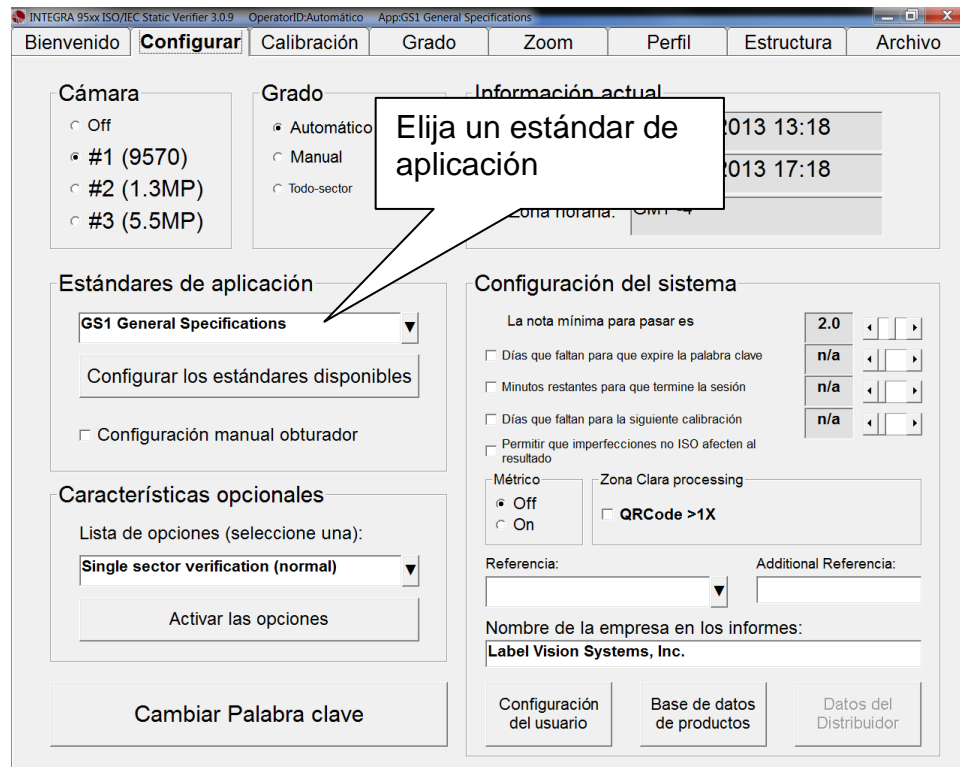 INTEGRA 95xx ISO/IEC Static Verifier 3.0.9 OperatorID:Automático App:GS1 General Specifications
Bienvenido Configurar Calibración Grado Zoom Perfil Estructura Archivo
Cámara
Off
#1 (9570)
#2 (1.3MP)
#3 (5.5MP)
Grado
Automático
Manual
Todo-sector
Información actual
2013 13:18
2013 17:18
Zona horaria: GMT -4
Elija un estándar de
aplicación
Estándares de aplicación
GS1 General Specifications
Configurar los estándares disponibles
Configuración manual obturador
Características opcionales
Lista de opciones (seleccione una):
Single sector verification (normal)
Activar las opciones
Cambiar Palabra clave
Configuración del sistema
La nota mínima para pasar es 2.0
Días que faltan para que expire la palabra clave n/a
Minutos restantes para que termine la sesión n/a
Días que faltan para la siguiente calibración n/a
Permitir que imperfecciones no ISO afecten al
resultado
Métrico
Off
On
Zona Clara processing
QRCode >1X
Referencia:
Additional Referencia:
Nombre de la empresa en los informes:
Label Vision Systems, Inc.
Configuración
del usuario
Base de datos
de productos
Datos del
Distribuidor